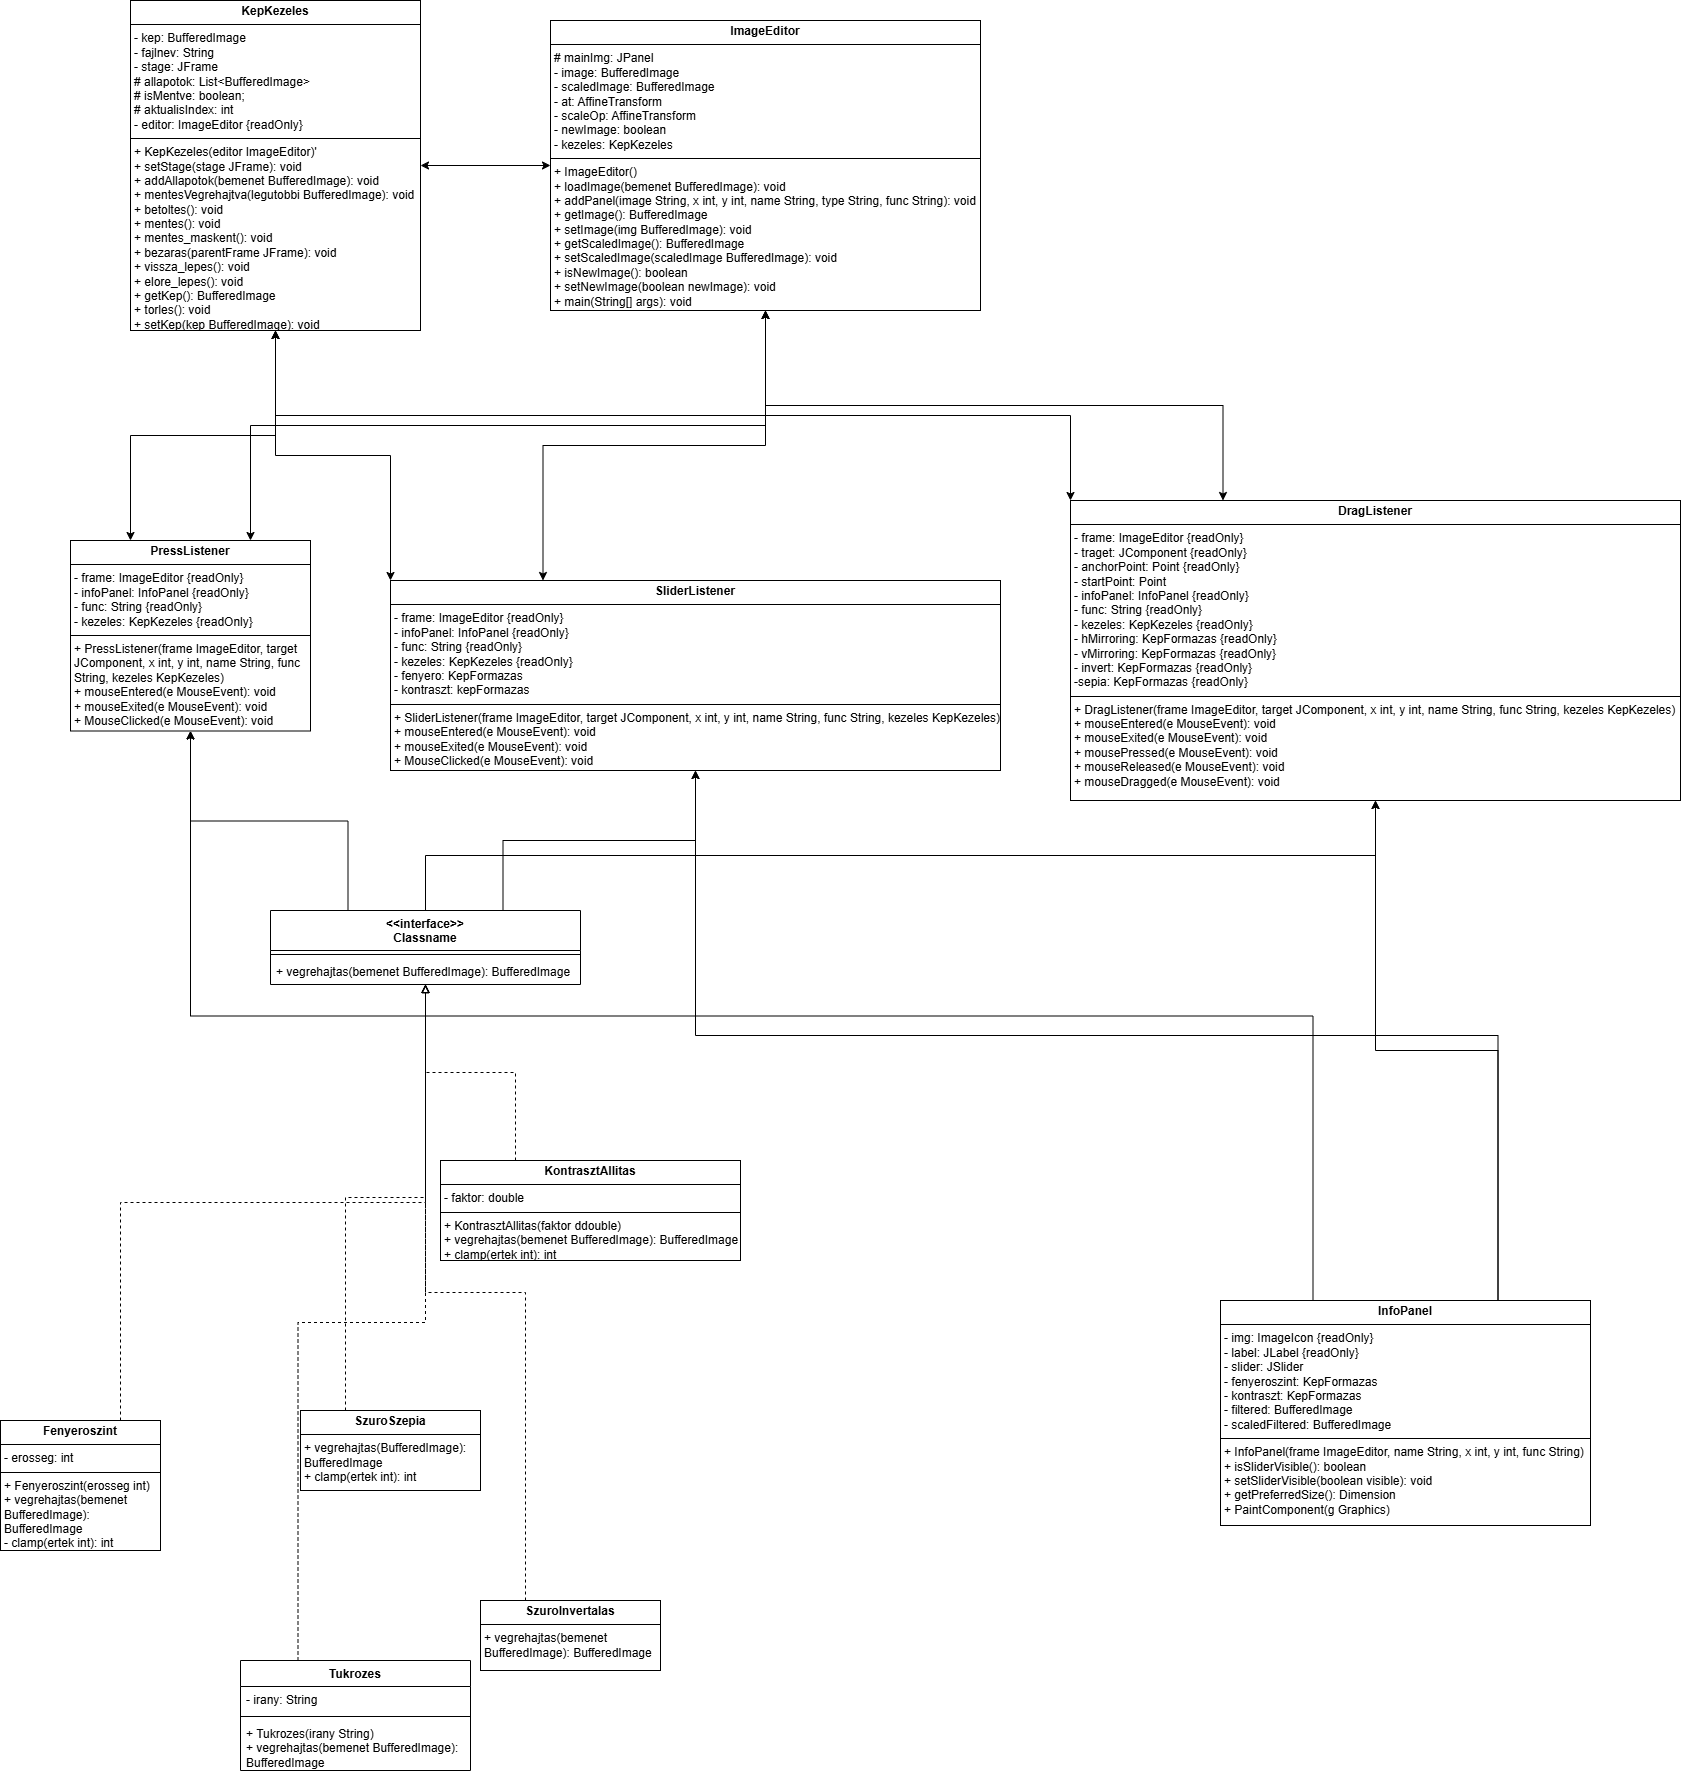 KepKezeles
- kep: BufferedImage
- fajlnev: String
- stage: JFrame
# allapotok: List<BufferedImage>
# isMentve: boolean;
# aktualisIndex: int
- editor: ImageEditor {readOnly}
+ KepKezeles(editor ImageEditor)'
+ setStage(stage JFrame): void
+ addAllapotok(bemenet BufferedImage): void
+ mentesVegrehajtva(legutobbi BufferedImage): void
+ betoltes(): void
+ mentes(): void
+ mentes_maskent(): void
+ bezaras(parentFrame JFrame): void
+ vissza_lepes(): void
+ elore_lepes(): void
+ getKep(): BufferedImage
+ torles(): void
+ setKep(kep BufferedImage): void
ImageEditor
# mainImg: JPanel
- image: BufferedImage
- scaledImage: BufferedImage
- at: AffineTransform
- scaleOp: AffineTransform
- newImage: boolean
- kezeles: KepKezeles
+ ImageEditor()
+ loadImage(bemenet BufferedImage): void
+ addPanel(image String, x int, y int, name String, type String, func String): void
+ getImage(): BufferedImage
+ setImage(img BufferedImage): void
+ getScaledImage(): BufferedImage
+ setScaledImage(scaledImage BufferedImage): void
+ isNewImage(): boolean
+ setNewImage(boolean newImage): void
+ main(String[] args): void
PressListener
- frame: ImageEditor {readOnly}
- infoPanel: InfoPanel {readOnly}
- func: String {readOnly}
- kezeles: KepKezeles {readOnly}
+ PressListener(frame ImageEditor, target
JComponent, x int, y int, name String, func
String, kezeles KepKezeles)
+ mouseEntered(e MouseEvent): void
+ mouseExited(e MouseEvent): void
+ MouseClicked(e MouseEvent): void
SliderListener
- frame: ImageEditor {readOnly}
- infoPanel: InfoPanel {readOnly}
- func: String {readOnly}
- kezeles: KepKezeles {readOnly}
- fenyero: KepFormazas
- kontraszt: kepFormazas
+ SliderListener(frame ImageEditor, target JComponent, x int, y int, name String, func String, kezeles KepKezeles)
+ mouseEntered(e MouseEvent): void
+ mouseExited(e MouseEvent): void
+ MouseClicked(e MouseEvent): void
DragListener
- frame: ImageEditor {readOnly}
- traget: JComponent {readOnly}
- anchorPoint: Point {readOnly}
- startPoint: Point
- infoPanel: InfoPanel {readOnly}
- func: String {readOnly}
- kezeles: KepKezeles {readOnly}
- hMirroring: KepFormazas {readOnly}
- vMirroring: KepFormazas {readOnly}
- invert: KepFormazas {readOnly}
-sepia: KepFormazas {readOnly}
+ DragListener(frame ImageEditor, target JComponent, x int, y int, name String, func String, kezeles KepKezeles)
+ mouseEntered(e MouseEvent): void
+ mouseExited(e MouseEvent): void
+ mousePressed(e MouseEvent): void
+ mouseReleased(e MouseEvent): void
+ mouseDragged(e MouseEvent): void
<<interface>>
Classname
+ vegrehajtas(bemenet BufferedImage): BufferedImage
KontrasztAllitas
- faktor: double
+ KontrasztAllitas(faktor ddouble)
+ vegrehajtas(bemenet BufferedImage): BufferedImage
+ clamp(ertek int): int
InfoPanel
- img: ImageIcon {readOnly}
- label: JLabel {readOnly}
- slider: JSlider
- fenyeroszint: KepFormazas
- kontraszt: KepFormazas
- filtered: BufferedImage
- scaledFiltered: BufferedImage
+ InfoPanel(frame ImageEditor, name String, x int, y int, func String)
+ isSliderVisible(): boolean
+ setSliderVisible(boolean visible): void
+ getPreferredSize(): Dimension
+ PaintComponent(g Graphics)
Fenyeroszint
- erosseg: int
+ Fenyeroszint(erosseg int)
+ vegrehajtas(bemenet
BufferedImage):
BufferedImage
- clamp(ertek int): int
SzuroSzepia
+ vegrehajtas(BufferedImage):
BufferedImage
+ clamp(ertek int): int
SzuroInvertalas
+ vegrehajtas(bemenet
BufferedImage): BufferedImage
Tukrozes
- irany: String
+ Tukrozes(irany String)
+ vegrehajtas(bemenet BufferedImage):
BufferedImage